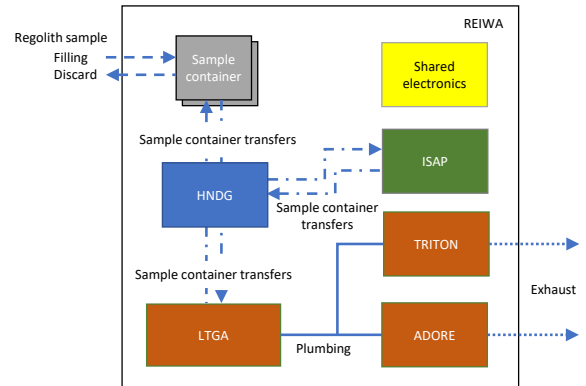 REIWA
Regolith sample
Filling
Discard
Sample
container
Shared
electronics
Sample container transfers
ISAP
HNDG
Sample container
transfers
TRITON
Sample container transfers
Exhaust
LTGA
Plumbing
ADORE